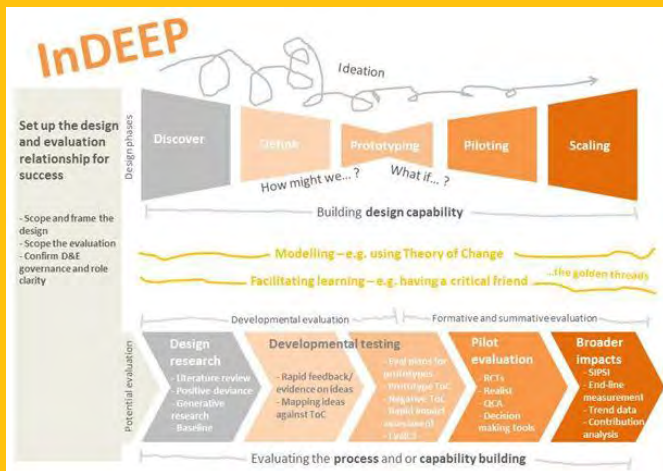 InDEEP
Ideation
Set up the design
and evaluation
relationship for
success
- Scope and frame the
design
- Scope the evaluation
- Confirm D&E
governance and role
clarity
Design phases
Discover
Define
Prototyping
Piloting
Scaling
How might we... ?
What if... ?
Building design capability
Modelling – e.g. using Theory of Change
Facilitating learning – e.g. having a critical friend
...the golden threads
Developmental evaluation
Formative and summative evaluation
Potential evaluation
Design
research
- Literature review
- Positive deviance
- Generative
research
- Baseline
Developmental testing
- Rapid feedback/
evidence on ideas
- Mapping ideas
against ToC
- Eval plans for
prototypes
- Prototype ToC
- Negative ToC
- Rapid impact
Pilot
evaluation
- RCTs
- Realist
- QCA
- Decision
making tools
Broader
impacts
- SIPSI
- End-line
measurement
- Trend data
- Contribution
analysis
Evaluating the process and or capability building